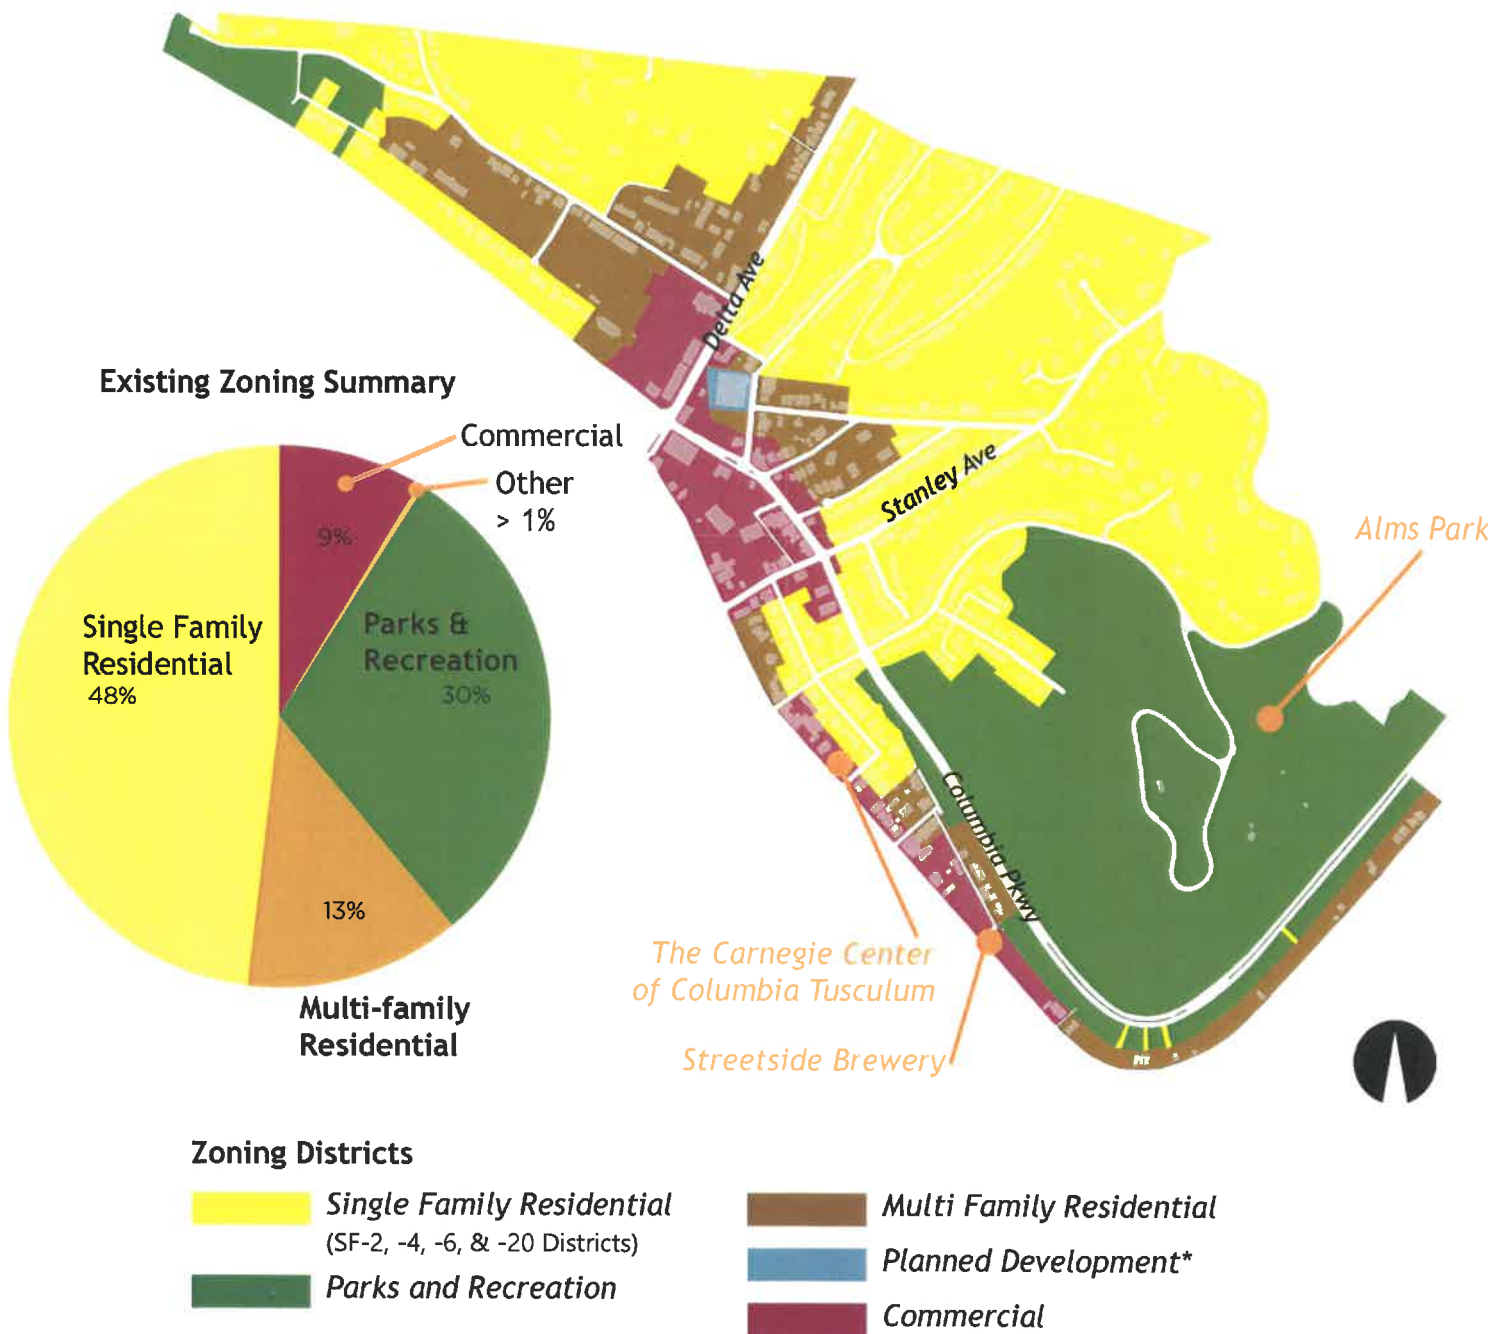 Delta Ave
Existing Zoning Summary
Commercial
Other
> 1%
9%
Single Family
Residential
48%
Parks &
Recreation
30%
13%
Multi-family
Residential
Stanley Ave
Alms Park
Columbia Pkwy
The Carnegie Center
of Columbia Tusculum
Streetside Brewery
Zoning Districts
Single Family Residential
(SF-2, -4, -6, & -20 Districts)
Parks and Recreation
Multi Family Residential
Planned Development*
Commercial